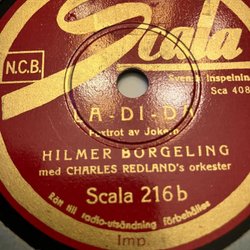 Scala
N.C.B.
Svensk Inspelning
Sca 408
LA-DI-DA
Foxtrot av Joker
HILMER BORGELING
med CHARLES REDLAND's orkester
Scala 216 b
Rätt till radio-utsändning förbehålles
Imp.